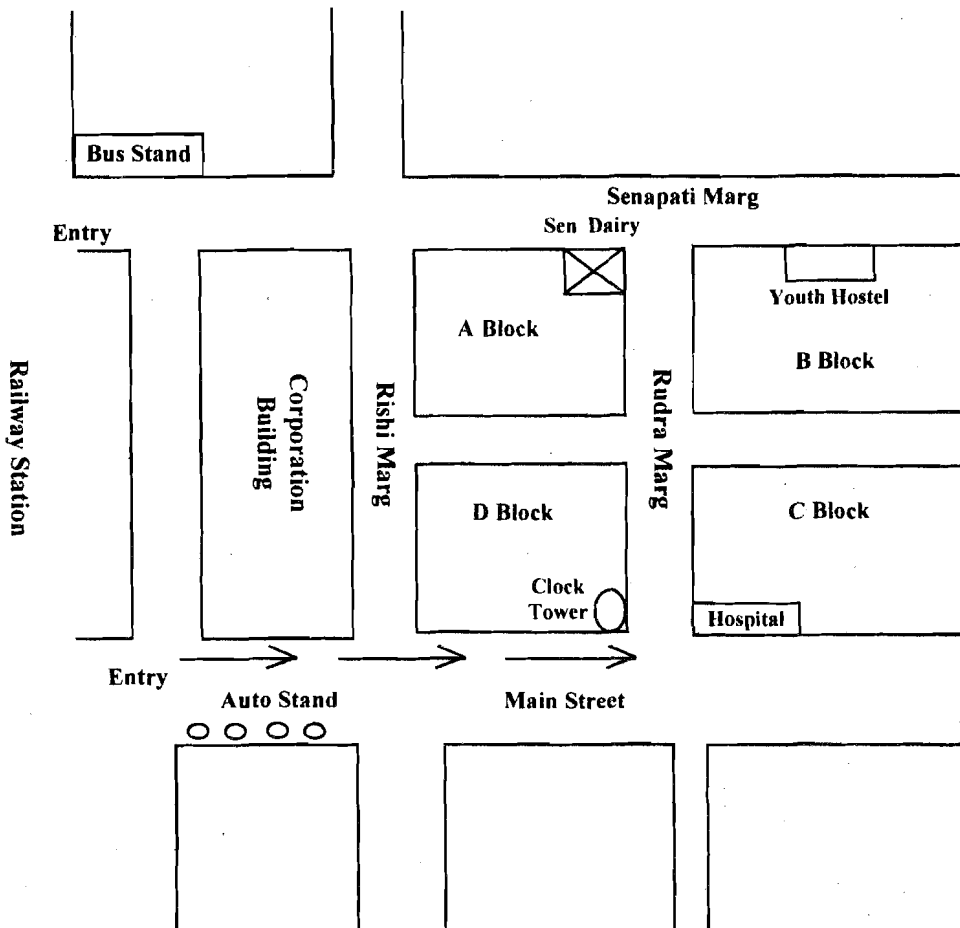 Bus Stand
Senapati Marg
Entry
Sen Dairy
Youth Hostel
A Block
B Block
Railway Station
Corporation
Building
Rishi Marg
Rudra Marg
D Block
C Block
Clock
Tower
Hospital
Entry
Auto Stand
Main Street